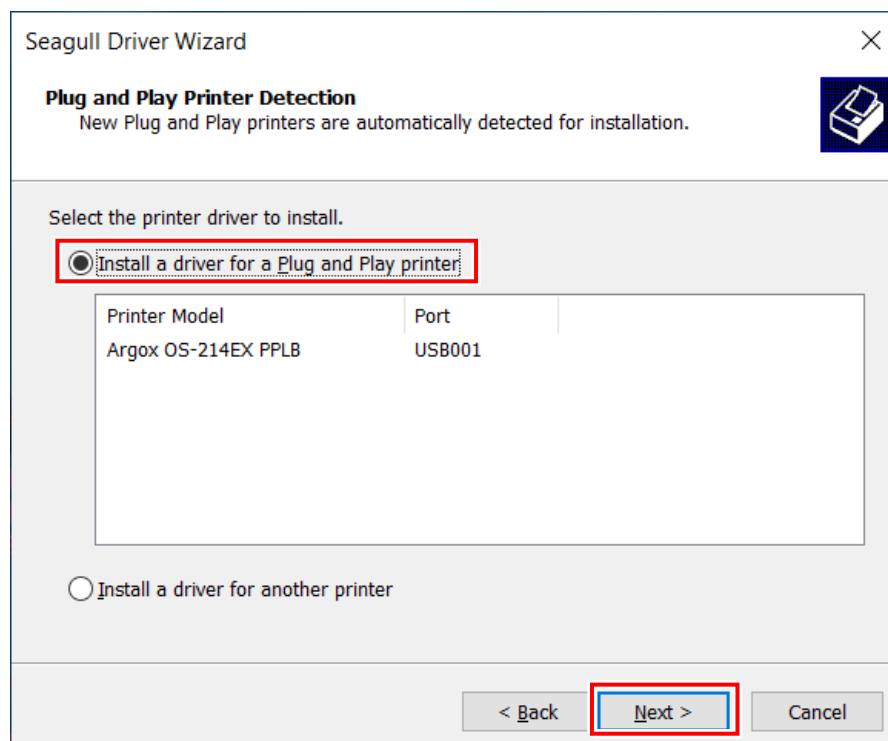 Seagull Driver Wizard
Plug and Play Printer Detection
New Plug and Play printers are automatically detected for installation.
Select the printer driver to install.
Install a driver for a Plug and Play printer
Printer Model Port
Argox OS-214EX PPLB USB001
Install a driver for another printer
< Back Next > Cancel